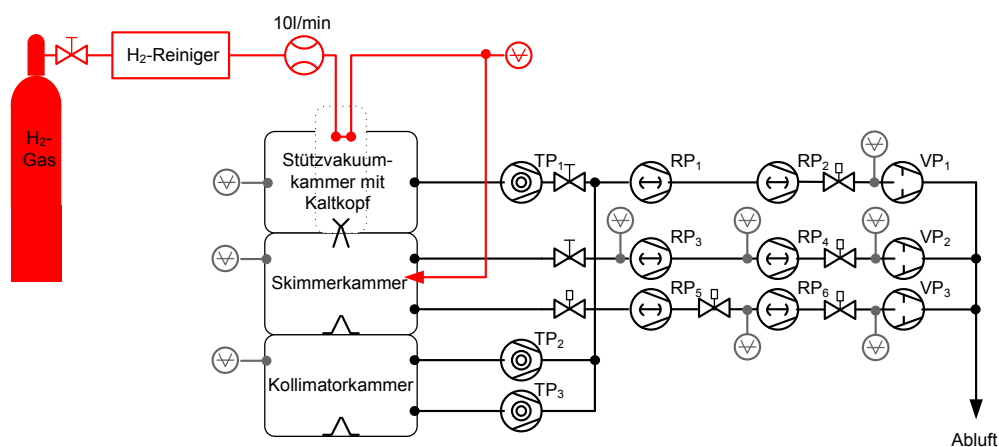 10l/min
H₂-Reiniger
H₂-
Gas
Stützvakuum-
kammer mit
Kaltkopf
TP₁
RP₁
RP₂
VP₁
Skimmerkammer
RP₃
RP₄
VP₂
RP₅
RP₆
VP₃
Kollimatorkammer
TP₂
TP₃
Abluft